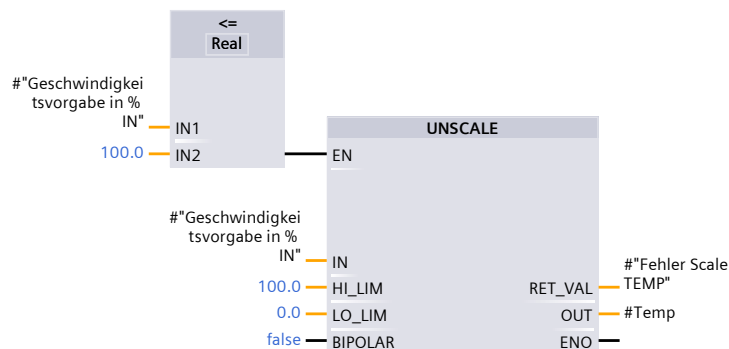 <=
Real
#"Geschwindigkei
tsvorgabe in %
IN"
IN1
100.0
IN2
UNSCALE
EN
#"Geschwindigkei
tsvorgabe in %
IN"
IN
100.0
HI_LIM
0.0
LO_LIM
false
BIPOLAR
RET_VAL
#"Fehler Scale
TEMP"
OUT
#Temp
ENO